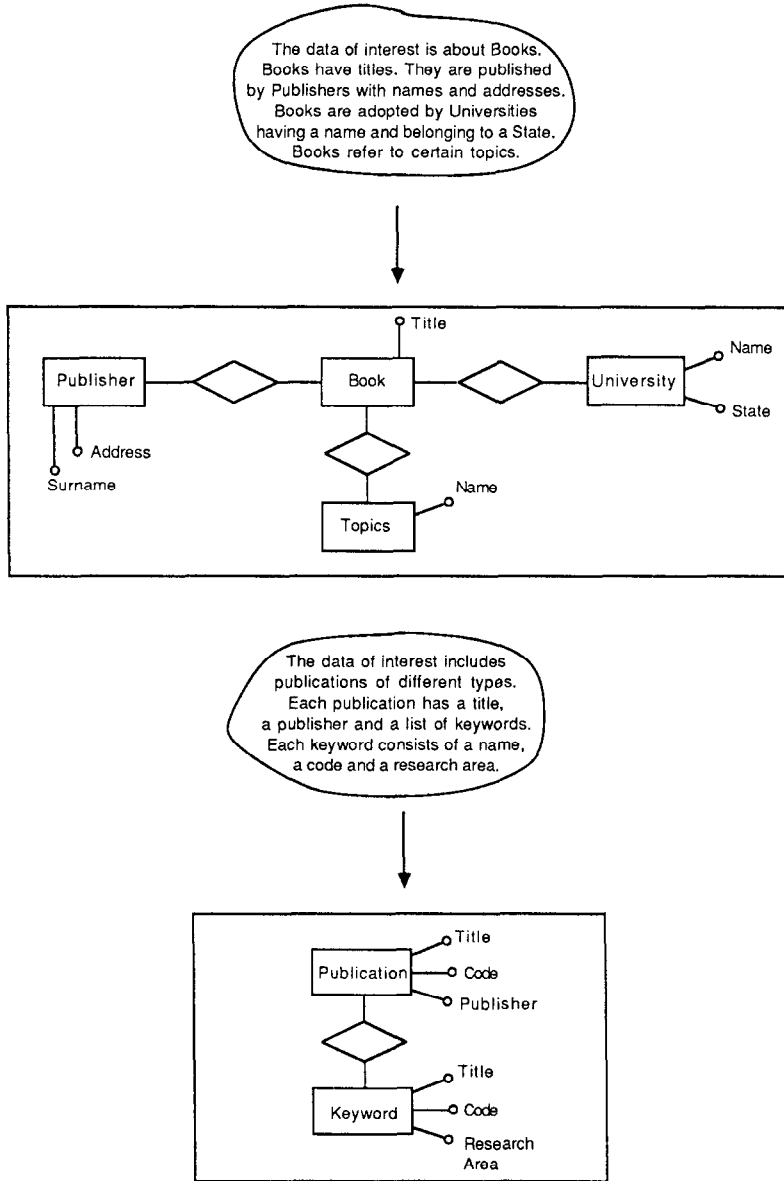 The data of interest is about Books.
Books have titles. They are published
by Publishers with names and addresses.
Books are adopted by Universities
having a name and belonging to a State.
Books refer to certain topics.
Title
Publisher
Book
University
Name
State
Address
Surname
Topics
Name
The data of interest includes
publications of different types.
Each publication has a title,
a publisher and a list of keywords.
Each keyword consists of a name,
a code and a research area.
Publication
Title
Code
Publisher
Keyword
Title
Code
Research
Area